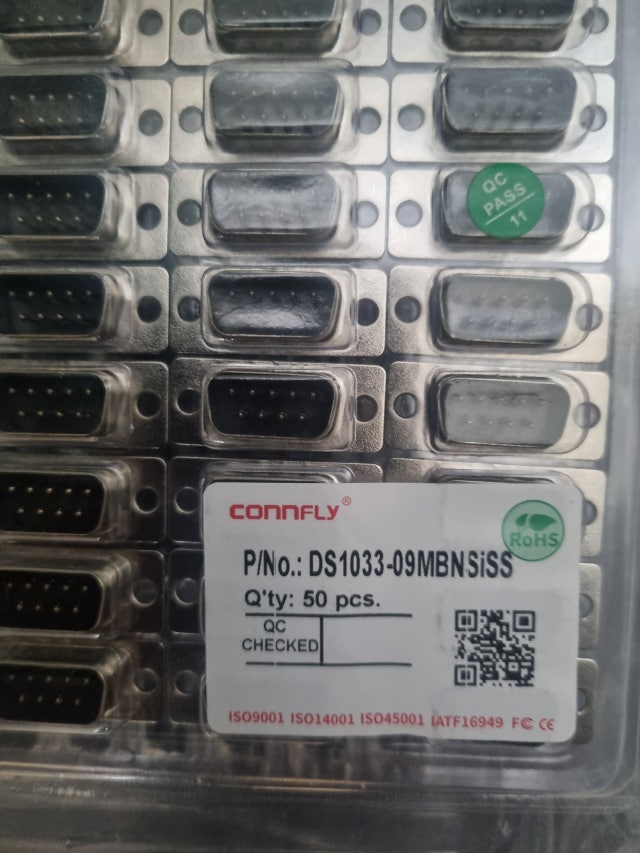 QC
PASS
11
CONNFLY®
RoHS
P/No.: DS1033-09MBNSiSS
Q'ty: 50 pcs.
QC
CHECKED
ISO9001 ISO14001 ISO45001 IATF16949 FC CE